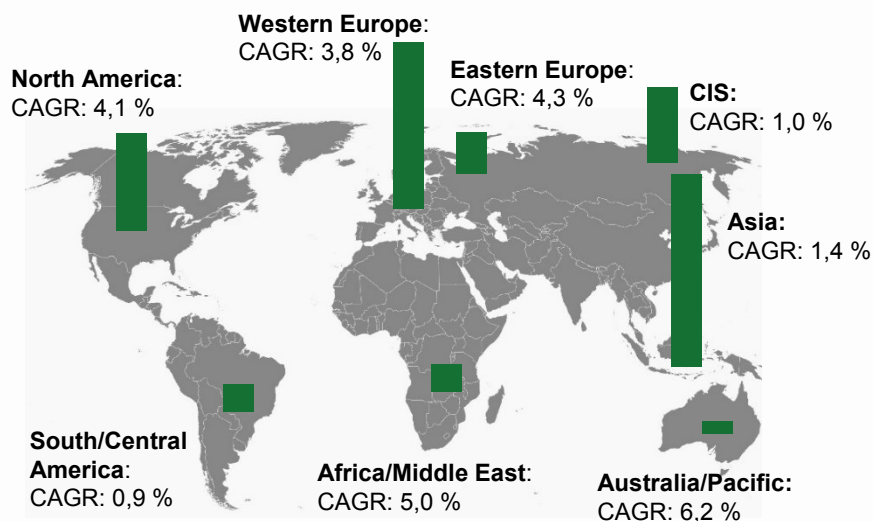 Western Europe:
CAGR: 3,8 %
North America:
CAGR: 4,1 %
Eastern Europe:
CAGR: 4,3 %
CIS:
CAGR: 1,0 %
Asia:
CAGR: 1,4 %
South/Central
America:
CAGR: 0,9 %
Africa/Middle East:
CAGR: 5,0 %
Australia/Pacific:
CAGR: 6,2 %